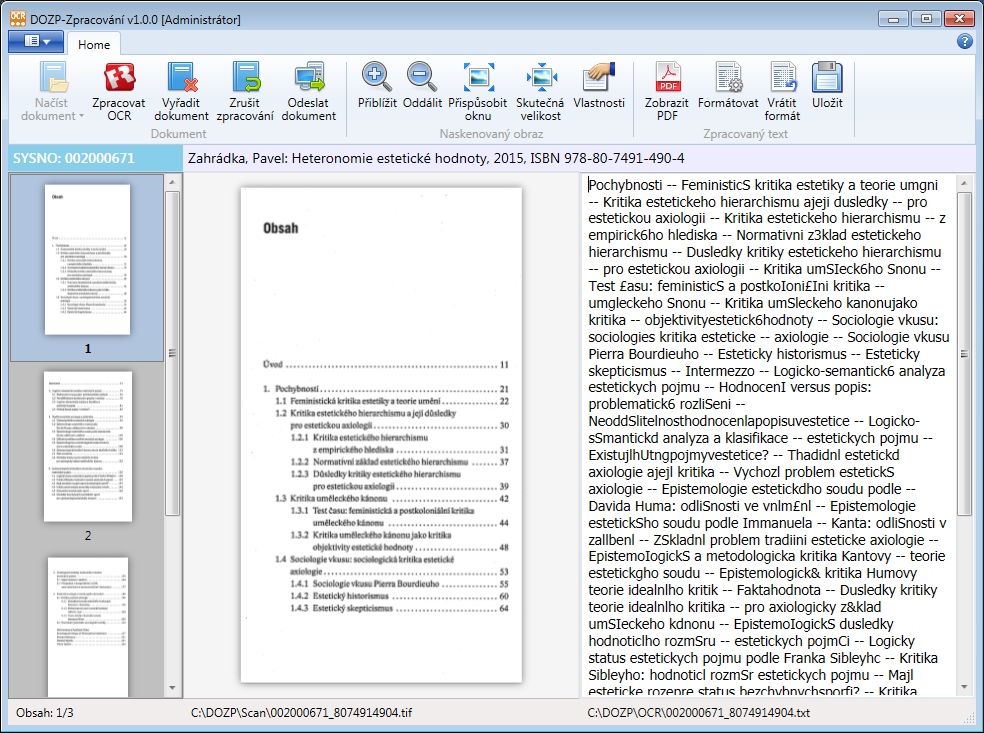 DOZP-Zpracování v1.0.0 [Administrátor]
Home
Načíst dokument
Zpracovat OCR
Vyřadit dokument
Zrušit zpracování
Odeslat dokument
Přiblížit
Oddálit
Přispůsobit oknu
Skutečná velikost
Vlastnosti
Zobrazit PDF
Formátovat
Vrátit formát
Uložit
Dokument
Naskenovaný obraz
Zpracovaný text
SYSNO: 002000671
Zahrádka, Pavel: Heteronomie estetické hodnoty, 2015, ISBN 978-80-7491-490-4
1
2
Obsah
Úvod 11
1. Pochybnosti 21
1.1 Feministická kritika estetiky a teorie umění 22
1.2 Kritika estetického hierarchismu a její důsledky
pro estetickou axiologii 30
1.2.1 Kritika estetického hierarchismu
z empirického hlediska 31
1.2.2 Normativní základ estetického hierarchismu 37
1.2.3 Důsledky kritiky estetického hierarchismu
pro estetickou axiologii 39
1.3 Kritika uměleckého kánonu 42
1.3.1 Test času: feministická a postkoloniální kritika
uměleckého kánonu 44
1.3.2 Kritika uměleckého kánonu jako kritika
objektivity estetické hodnoty 48
1.4 Sociologie vkusu: sociologická kritika estetické
axiologie 53
1.4.1 Sociologie vkusu Pierra Bourdieuho 55
1.4.2 Estetický historismus 60
1.4.3 Estetický skepticismus 64
Pochybnosti -- FeministicS kritika estetiky a teorie umgni
-- Kritika estetickeho hierarchismu ajeji dusledky -- pro
estetickou axiologii -- Kritika estetickeho hierarchismu -- z
empirick6ho hlediska -- Normativni z3klad estetickeho
hierarchismu -- Dusledky kritiky estetickeho hierarchismu
-- pro estetickou axiologii -- Kritika umSIeck6ho Snonu --
Test £asu: feministicS a postkoIoni£Ini kritika --
umgleckeho Snonu -- Kritika umSleckeho kanonujako
kritika -- objektivityestetick6hodnoty -- Sociologie vkusu:
sociologies kritika esteticke -- axiologie -- Sociologie vkusu
Pierra Bourdieuho -- Esteticky historismus -- Esteticky
skepticismus -- Intermezzo -- Logicko-semantick6 analyza
estetickych pojmu -- HodnocenI versus popis:
problematick6 rozliSeni --
NeoddSlitelnosthodnocenlapopisuvestetice -- Logicko-
sSmantickd analyza a klasifika:e -- estetickych pojmu --
ExistujlhUtngpojmyvestetice? -- Thadidnl estetickd
axiologie ajejl kritika -- Vychozl problem estetickS
axiologie -- Epistemologie estetickdho soudu podle --
Davida Huma: odliSnosti ve vnlm£nl -- Epistemologie
estetickSho soudu podle Immanuela -- Kanta: odliSnosti v
zallbenl -- ZSkladnl problem tradiini esteticke axiologie --
EpistemoIogickS a metodologicka kritika Kantovy -- teorie
estetickgho soudu -- Epistemologick& kritika Humovy
teorie idealnlho kritik -- Faktahodnota -- Dusledky kritiky
teorie idealnlho kritika -- pro axiologicky z&klad
umSIeckeho kdnonu -- EpistemoIogickS dusledky
hodnoticlho rozmSru -- estetickych pojmCi -- Logicky
status estetickych pojmu podle Franka Sibleyhc -- Kritika
Sibleyho: hodnoticl rozmSr estetickych pojmu -- Majl
esteticke rozepre status bezchybnychsporfi? -- Kritika
Obsah: 1/3
C:\DOZP\Scan\002000671_8074914904.tif
C:\DOZP\OCR\002000671_8074914904.txt